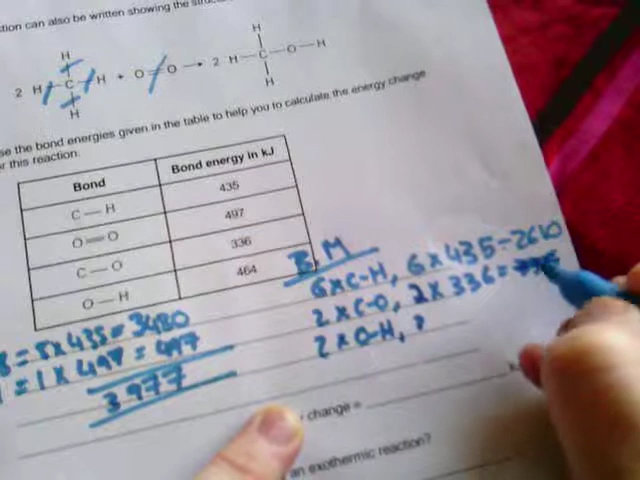 ction can also be written showing the
H H
2 H C H + O O → 2 H C O H
H H
se the bond energies given in the table to help you to calculate the energy change
or this reaction.
Bond Bond energy in kJ
C — H 435
O = O 497
C — O 336
O — H 464
B.M
6 x C-H, 6 x 435 = 2610
2 x C-O, 2 x 336 =
2 x O-H,
= 8 x 435 = 3480
= 1 x 497 = 497
3977
change =
an exothermic reaction?